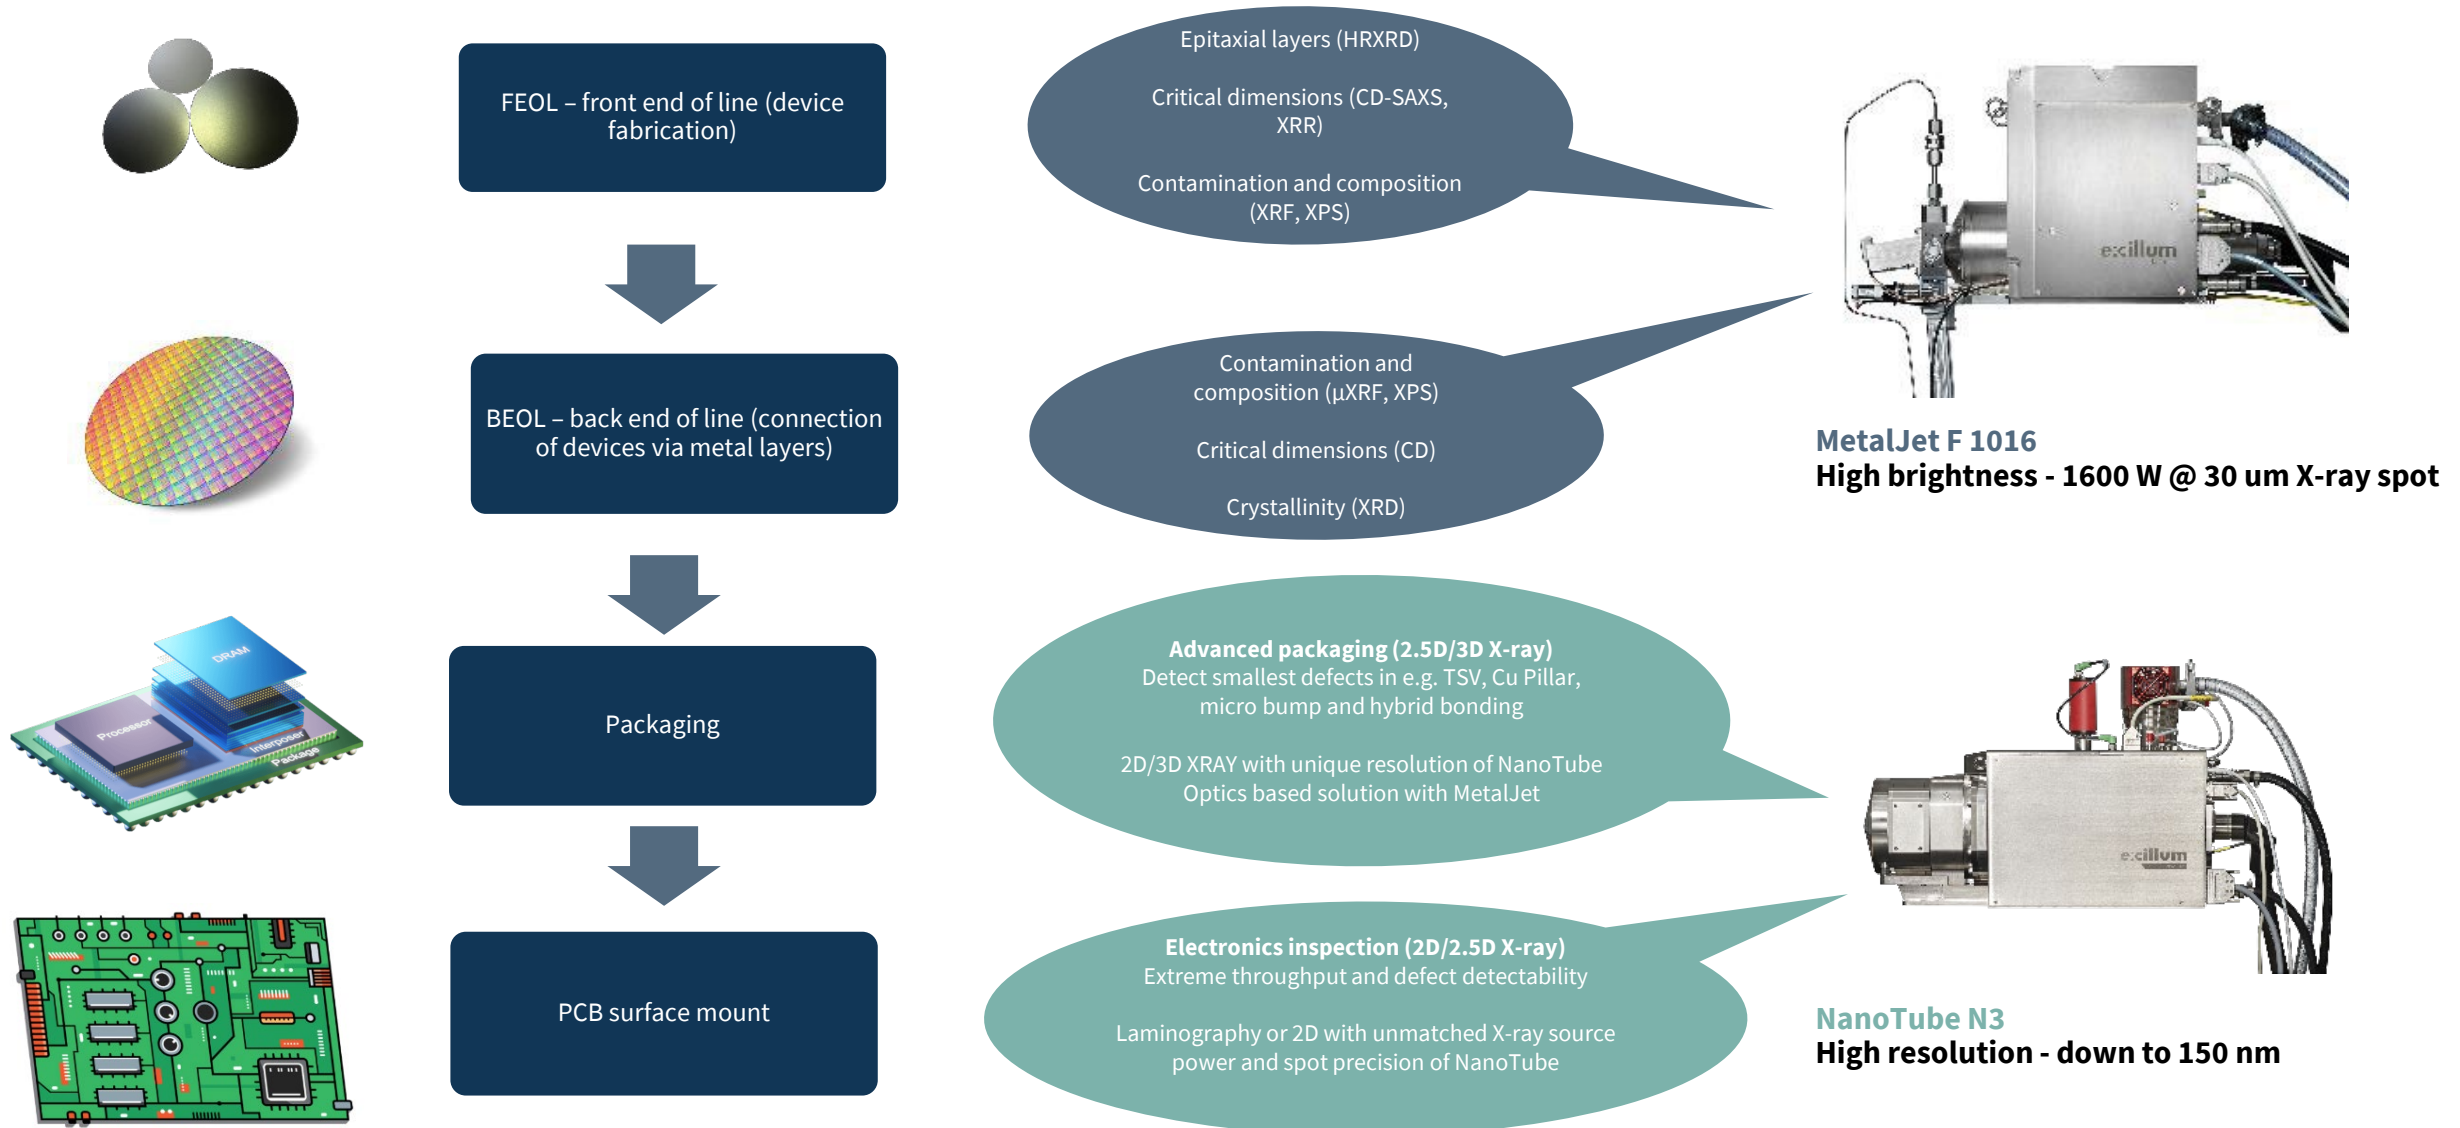 FEOL – front end of line (device
fabrication)
Epitaxial layers (HRXRD)
Critical dimensions (CD-SAXS,
XRR)
Contamination and composition
(XRF, XPS)
excillum
BEOL – back end of line (connection
of devices via metal layers)
Contamination and
composition (µXRF, XPS)
Critical dimensions (CD)
Crystallinity (XRD)
MetalJet F 1016
High brightness - 1600 W @ 30 um X-ray spot
DRAM
Processor
Interposer
Package
Packaging
Advanced packaging (2.5D/3D X-ray)
Detect smallest defects in e.g. TSV, Cu Pillar,
micro bump and hybrid bonding
2D/3D XRAY with unique resolution of NanoTube
Optics based solution with MetalJet
excillum
PCB surface mount
Electronics inspection (2D/2.5D X-ray)
Extreme throughput and defect detectability
Laminography or 2D with unmatched X-ray source
power and spot precision of NanoTube
NanoTube N3
High resolution - down to 150 nm